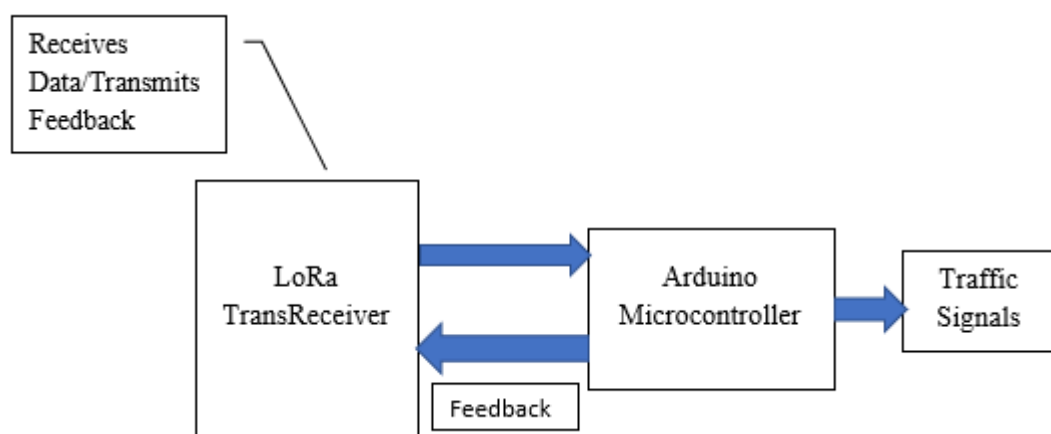 Receives
Data/Transmits
Feedback
LoRa
TransReceiver
Arduino
Microcontroller
Traffic
Signals
Feedback